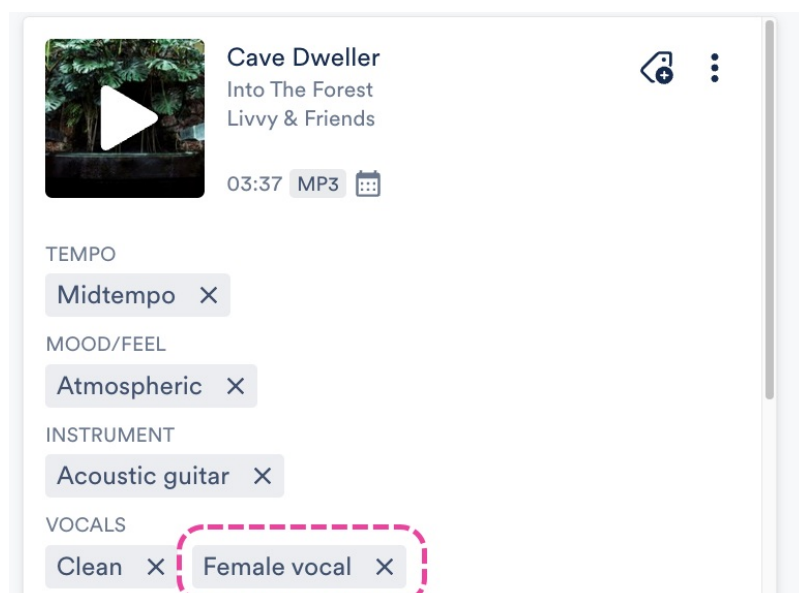 Cave Dweller
Into The Forest
Livvy & Friends
03:37 MP3
TEMPO
Midtempo
MOOD/FEEL
Atmospheric
INSTRUMENT
Acoustic guitar
VOCALS
Clean Female vocal